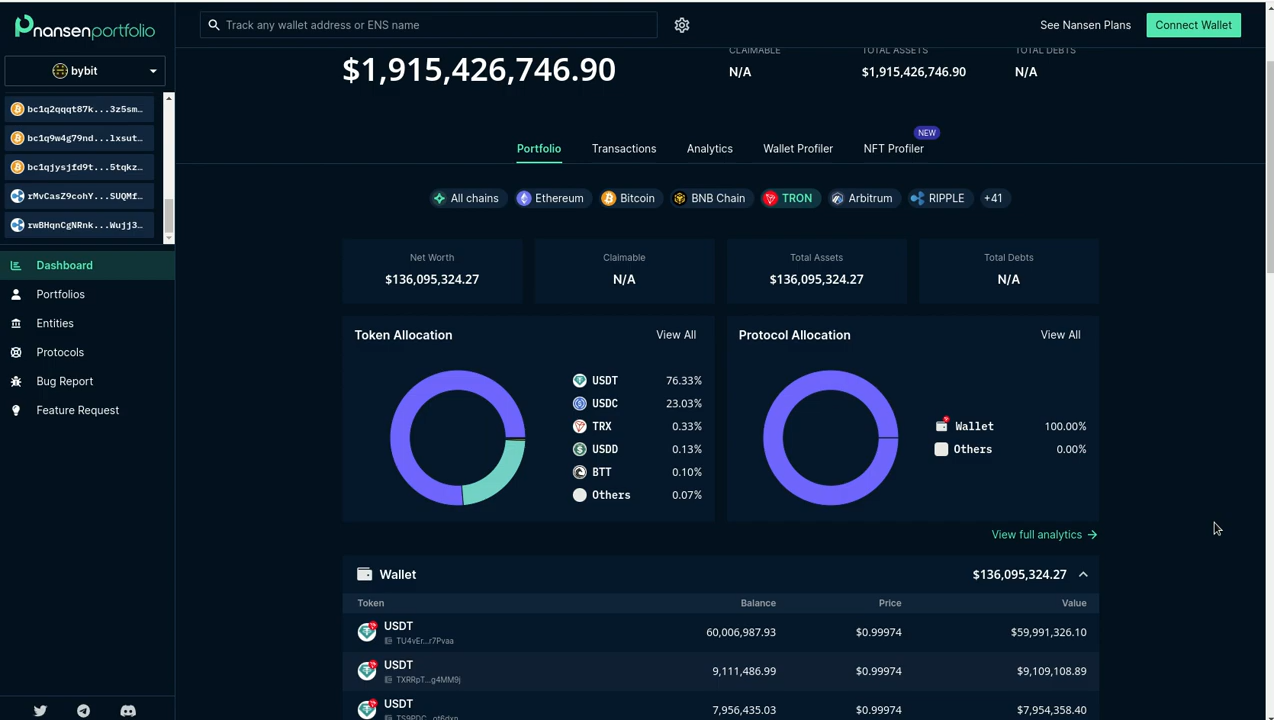 nansenportfolio
Track any wallet address or ENS name
See Nansen Plans
Connect Wallet
bybit
bc1q2qqqt87k...3z5sm...
bc1q9w4g79nd...lxsut...
bc1qjysjfd9t...5tqkz...
rMvCasZ9cohY...SUQMf...
rwBHqnCgNRnk...Wujj3...
Dashboard
Portfolios
Entities
Protocols
Bug Report
Feature Request
$1,915,426,746.90
CLAIMABLE
N/A
TOTAL ASSETS
$1,915,426,746.90
TOTAL DEBTS
N/A
NEW
Portfolio
Transactions
Analytics
Wallet Profiler
NFT Profiler
All chains
Ethereum
Bitcoin
BNB Chain
TRON
Arbitrum
RIPPLE
+41
Net Worth
$136,095,324.27
Claimable
N/A
Total Assets
$136,095,324.27
Total Debts
N/A
Token Allocation
View All
USDT 76.33%
USDC 23.03%
TRX 0.33%
USDD 0.13%
BTT 0.10%
Others 0.07%
Protocol Allocation
View All
Wallet 100.00%
Others 0.00%
View full analytics
Wallet
$136,095,324.27
Token Balance Price Value
USDT
TU4vEr...r7Pvaa
60,006,987.93 $0.99974 $59,991,326.10
USDT
TXRRpT...g4MM9j
9,111,486.99 $0.99974 $9,109,108.89
USDT
7,956,435.03 $0.99974 $7,954,358.40